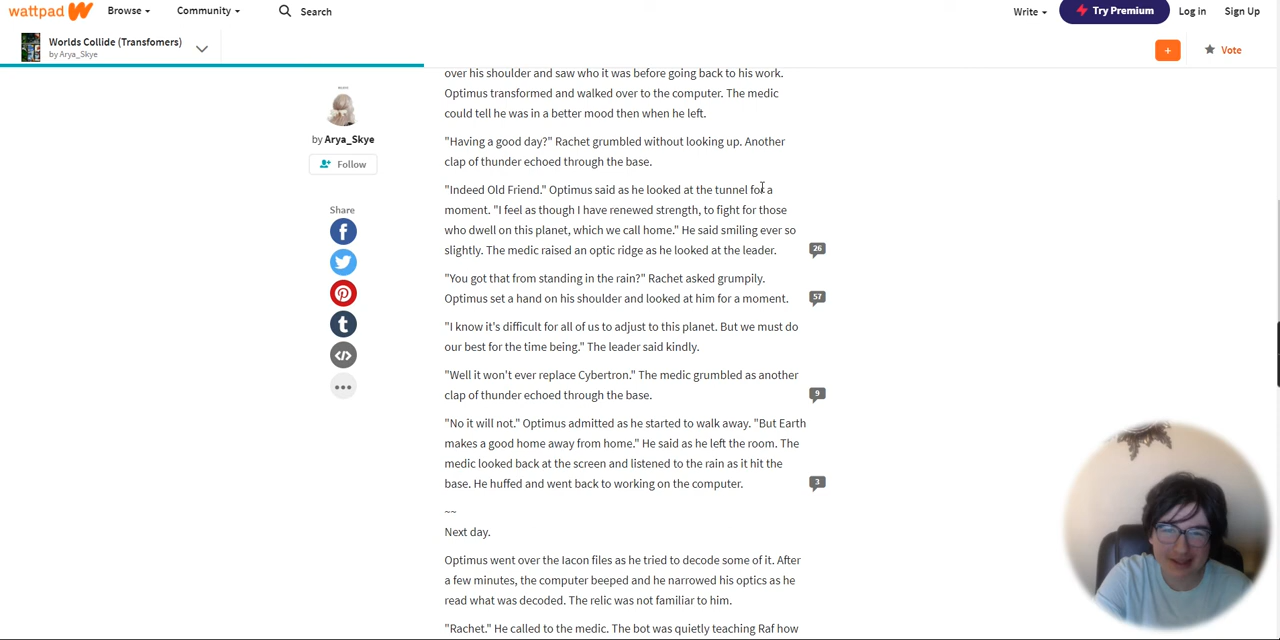 wattpad
Browse
Community
Search
Write
Try Premium
Log in
Sign Up
Worlds Collide (Transfomers)
by Arya_Skye
+
Vote
by Arya_Skye
Follow
Share
over his shoulder and saw who it was before going back to his work.
Optimus transformed and walked over to the computer. The medic
could tell he was in a better mood then when he left.
"Having a good day?" Rachet grumbled without looking up. Another
clap of thunder echoed through the base.
"Indeed Old Friend." Optimus said as he looked at the tunnel for a
moment. "I feel as though I have renewed strength, to fight for those
who dwell on this planet, which we call home." He said smiling ever so
slightly. The medic raised an optic ridge as he looked at the leader.
26
"You got that from standing in the rain?" Rachet asked grumpily.
Optimus set a hand on his shoulder and looked at him for a moment.
57
"I know it's difficult for all of us to adjust to this planet. But we must do
our best for the time being." The leader said kindly.
"Well it won't ever replace Cybertron." The medic grumbled as another
clap of thunder echoed through the base.
9
"No it will not." Optimus admitted as he started to walk away. "But Earth
makes a good home away from home." He said as he left the room. The
medic looked back at the screen and listened to the rain as it hit the
base. He huffed and went back to working on the computer.
3
~~
Next day.
Optimus went over the Iacon files as he tried to decode some of it. After
a few minutes, the computer beeped and he narrowed his optics as he
read what was decoded. The relic was not familiar to him.
"Rachet." He called to the medic. The bot was quietly teaching Raf how